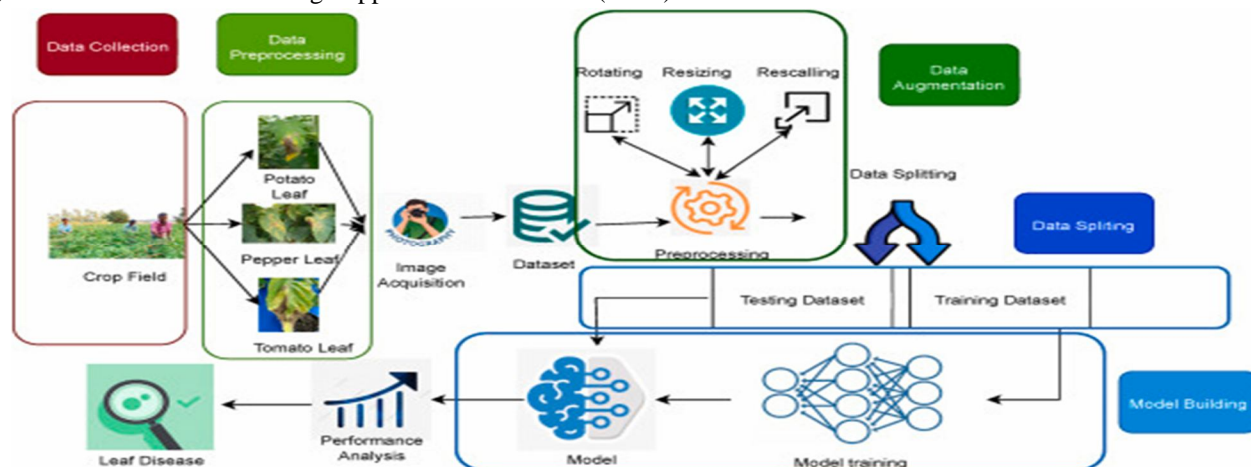 Data Collection
Data
Preprocessing
Rotating
Resizing
Rescalling
Data
Augmentation
Potato
Leaf
Pepper Leaf
Tomato Leaf
Crop Field
PHOTOGRAPHY
Image
Acquisition
Dataset
Preprocessing
Data Splitting
Data Spliting
Testing Dataset
Training Dataset
Model Building
Leaf Disease
Performance
Analysis
Model
Model training